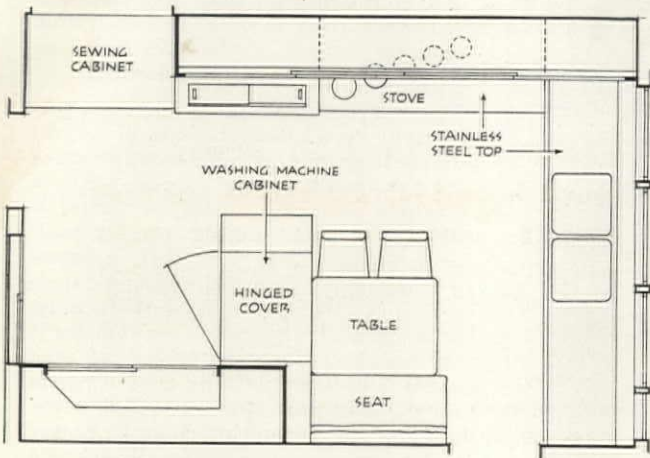 SEWING
CABINET
STOVE
STAINLESS
STEEL TOP
WASHING MACHINE
CABINET
HINGED
COVER
TABLE
SEAT